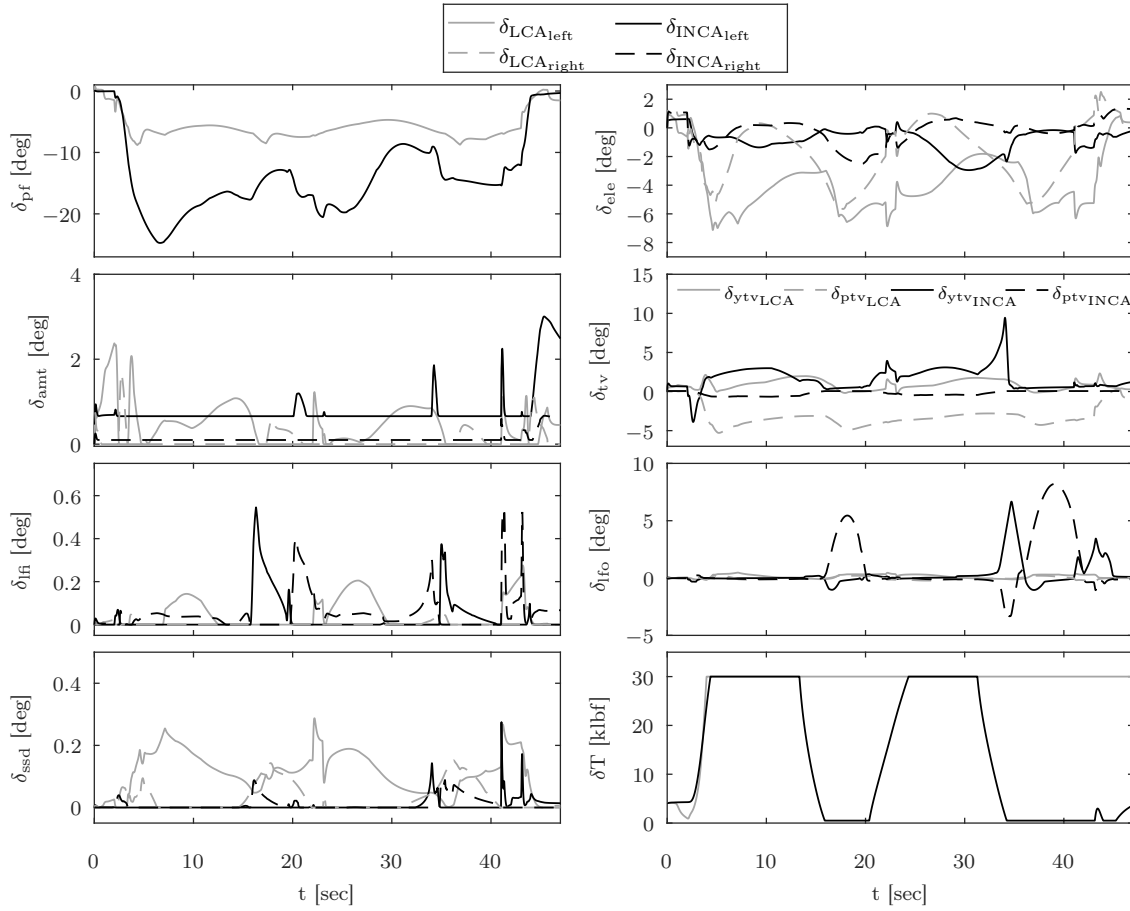 δLCAleft δINCAleft
δLCAright δINCAright
0
−10
−20
δpf [deg]
2
0
−2
−4
−6
−8
δele [deg]
4
2
0
δamt [deg]
15
10
5
0
−5
δtv [deg]
δytvLCA δptvLCA δytvINCA δptvINCA
0.6
0.4
0.2
0
δlfi [deg]
10
5
0
−5
δlfo [deg]
0.4
0.2
0
δssd [deg]
30
20
10
0
δT [klbf]
0 10 20 30 40
t [sec]
0 10 20 30 40
t [sec]